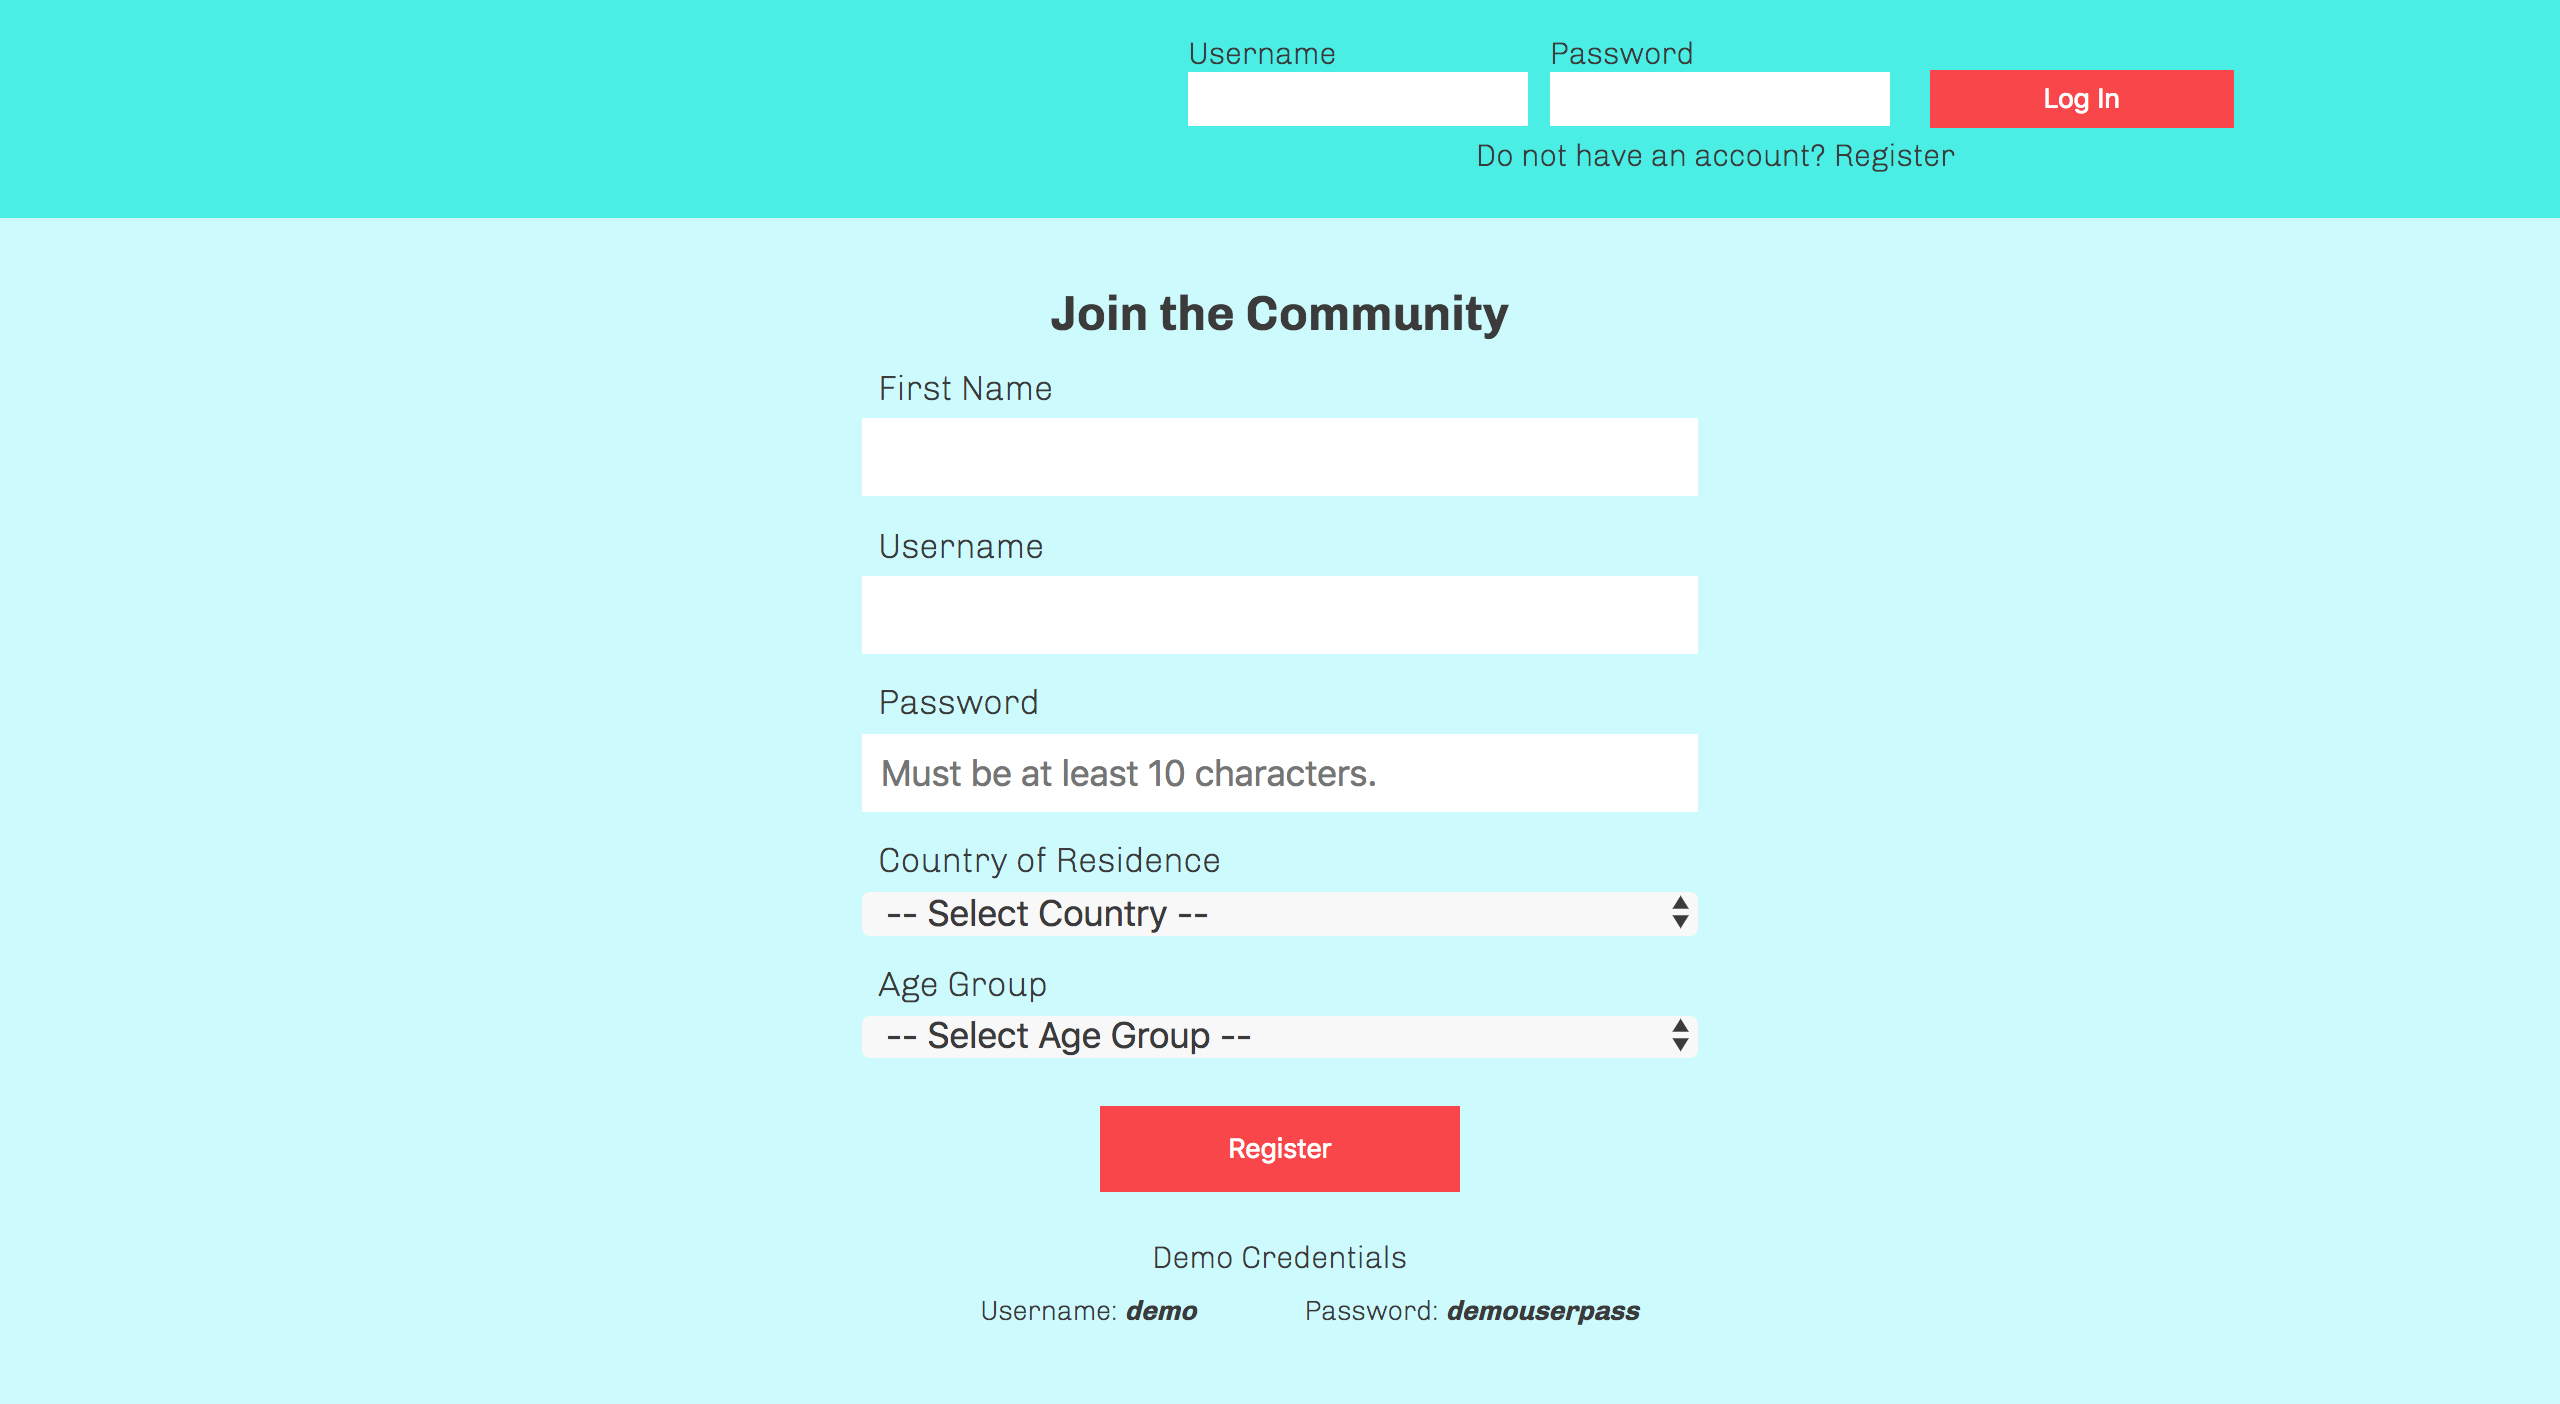 Username Password
Log In
Do not have an account? Register
Join the Community
First Name
Username
Password
Must be at least 10 characters.
Country of Residence
-- Select Country --
Age Group
-- Select Age Group --
Register
Demo Credentials
Username: demo Password: demouserpass